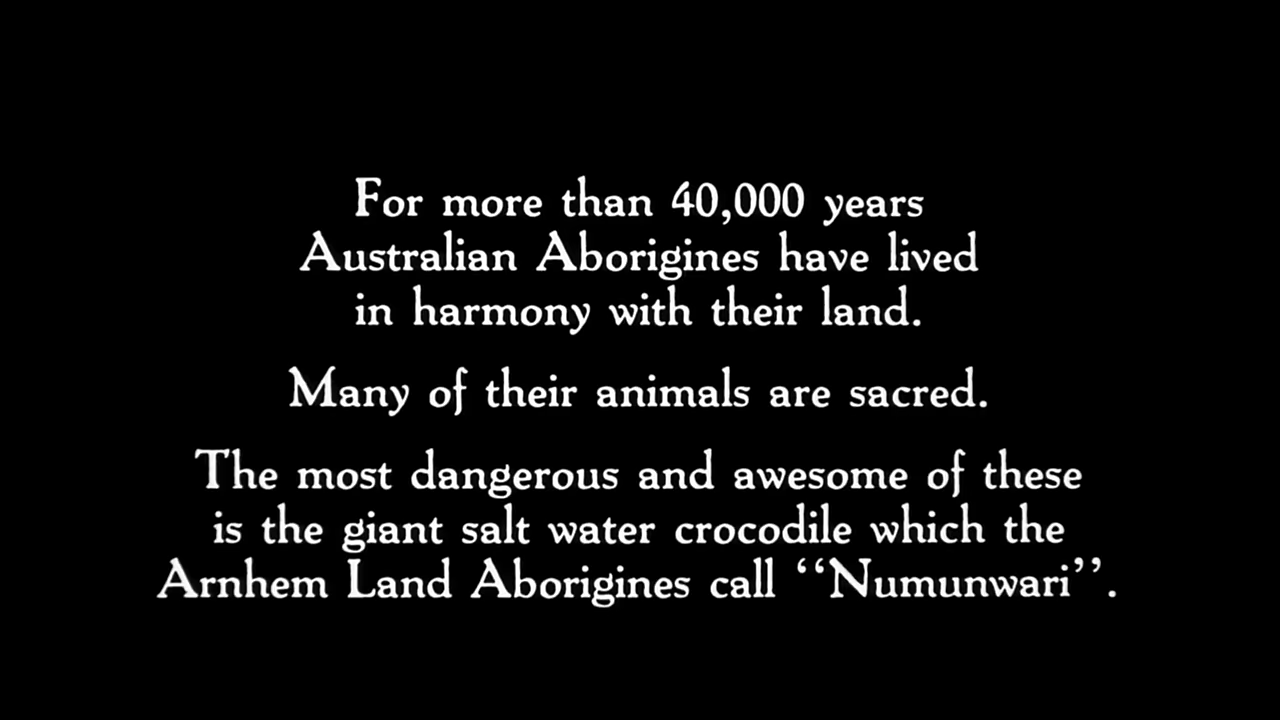 For more than 40,000 years
Australian Aborigines have lived
in harmony with their land.
Many of their animals are sacred.
The most dangerous and awesome of these
is the giant salt water crocodile which the
Arnhem Land Aborigines call ‘‘Numunwari’’.